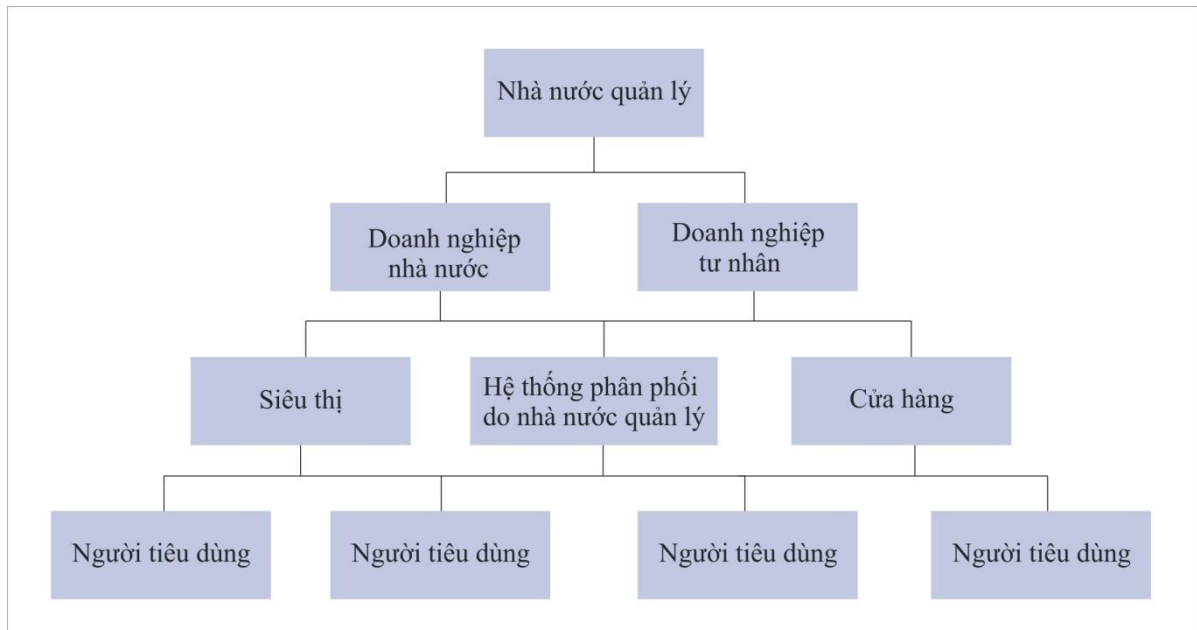 Nhà nước quản lý
Doanh nghiệp
nhà nước
Doanh nghiệp
tư nhân
Siêu thị
Hệ thống phân phối
do nhà nước quản lý
Cửa hàng
Người tiêu dùng
Người tiêu dùng
Người tiêu dùng
Người tiêu dùng